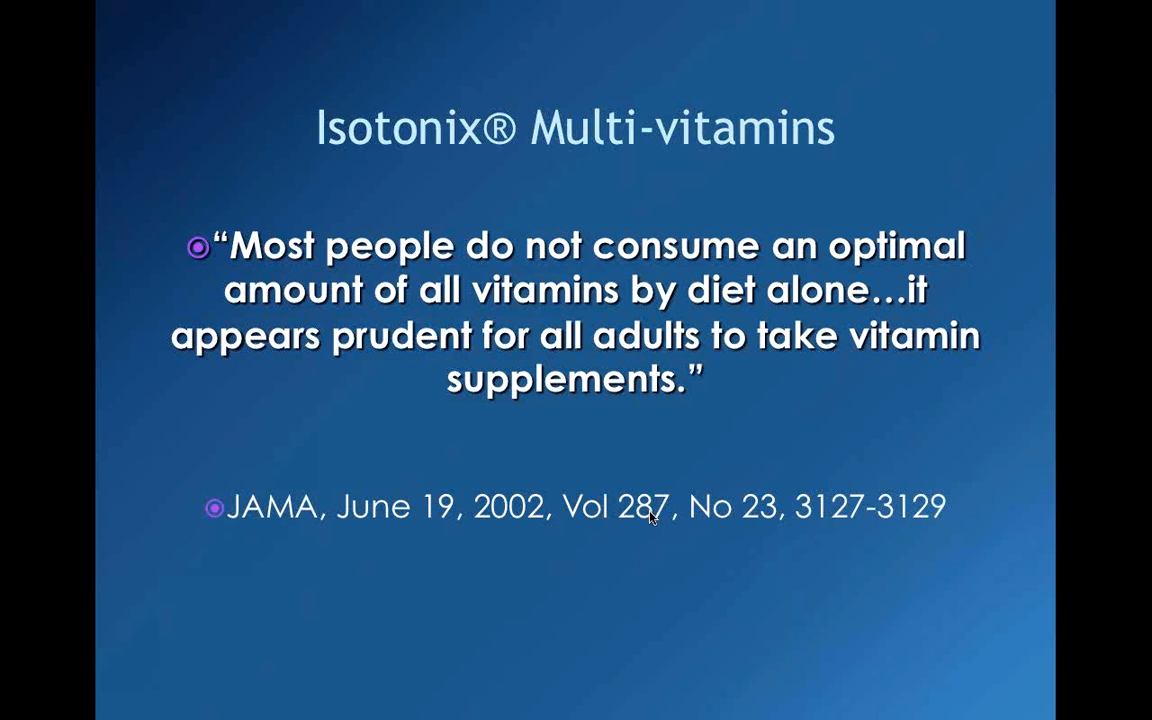 Isotonix® Multi-vitamins
“Most people do not consume an optimal
amount of all vitamins by diet alone…it
appears prudent for all adults to take vitamin
supplements.”
JAMA, June 19, 2002, Vol 287, No 23, 3127-3129